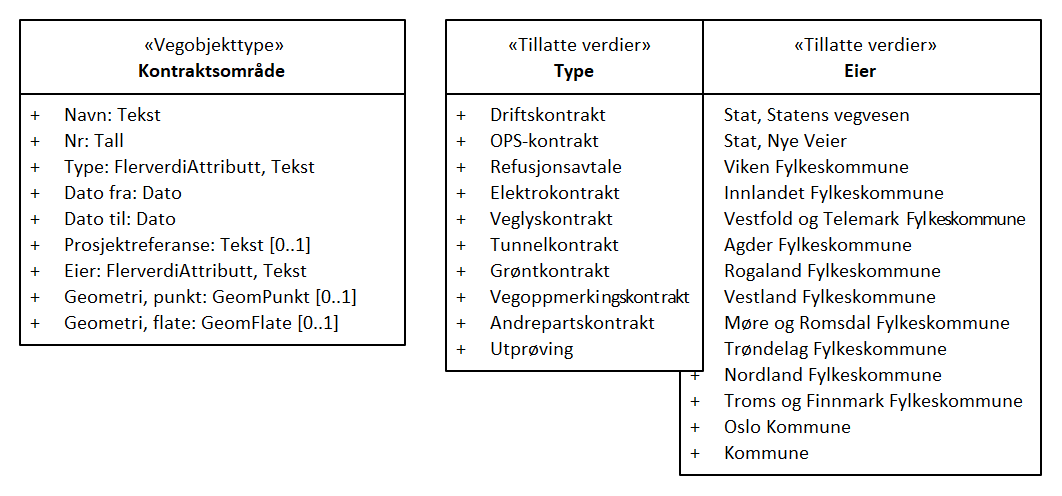 «Vegobjekttype»
Kontraktsområde
+ Navn: Tekst
+ Nr: Tall
+ Type: FlerverdiAttributt, Tekst
+ Dato fra: Dato
+ Dato til: Dato
+ Prosjektreferanse: Tekst [0..1]
+ Eier: FlerverdiAttributt, Tekst
+ Geometri, punkt: GeomPunkt [0..1]
+ Geometri, flate: GeomFlate [0..1]
«Tillatte verdier»
Type
+ Driftskontrakt
+ OPS-kontrakt
+ Refusjonsavtale
+ Elektrokontrakt
+ Veglyskontrakt
+ Tunnelkontrakt
+ Grøntkontrakt
+ Vegoppmerkingskontrakt
+ Andrepartskontrakt
+ Utprøving
«Tillatte verdier»
Eier
Stat, Statens vegvesen
Stat, Nye Veier
Viken Fylkeskommune
Innlandet Fylkeskommune
Vestfold og Telemark Fylkeskommune
Agder Fylkeskommune
Rogaland Fylkeskommune
Vestland Fylkeskommune
Møre og Romsdal Fylkeskommune
Trøndelag Fylkeskommune
+ Nordland Fylkeskommune
+ Troms og Finnmark Fylkeskommune
+ Oslo Kommune
+ Kommune